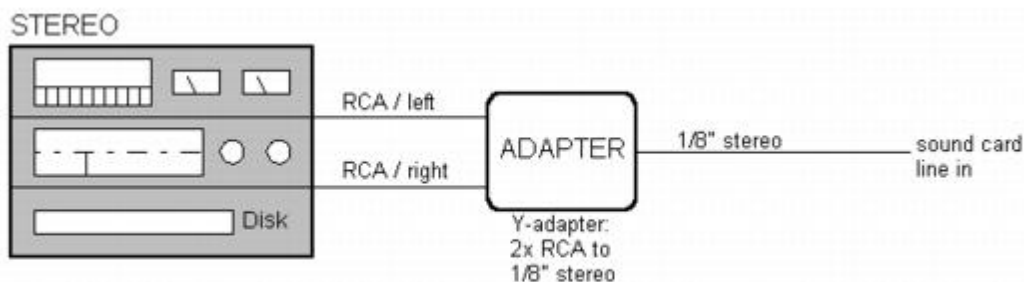 STEREO
RCA / left
ADAPTER
1/8" stereo
sound card
line in
RCA / right
Disk
Y-adapter:
2x RCA to
1/8" stereo